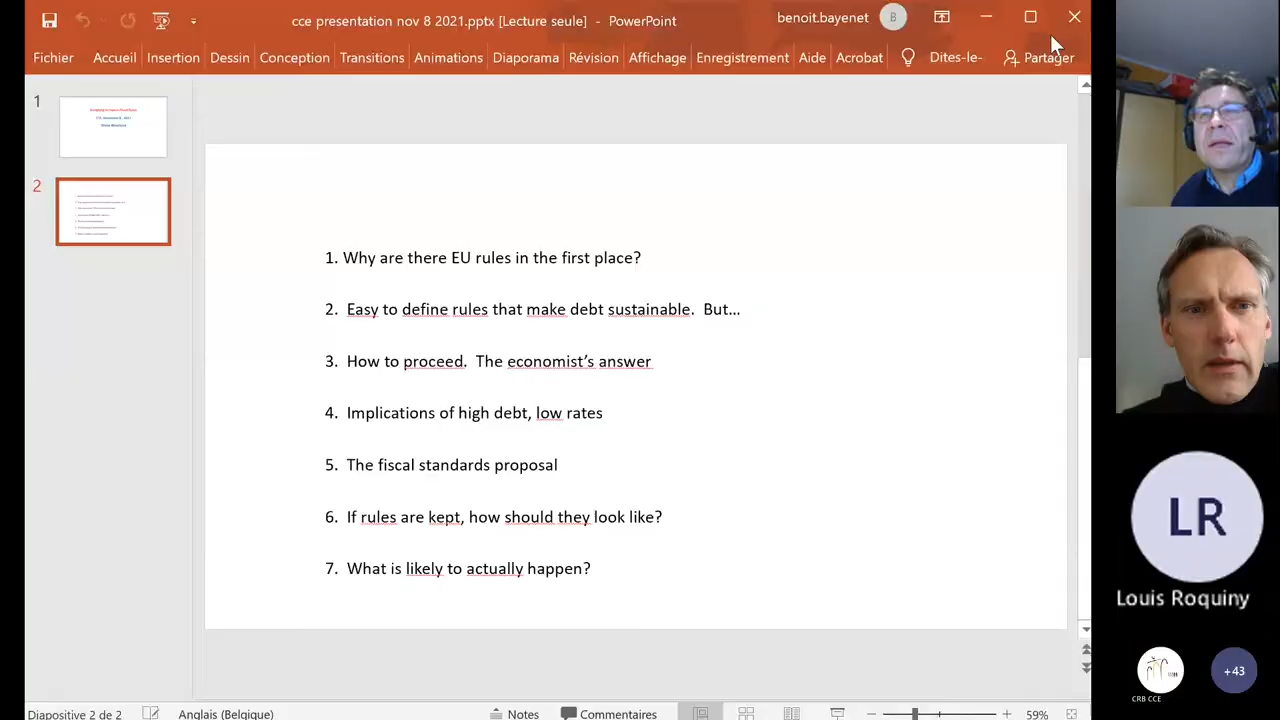 cce presentation nov 8 2021.pptx [Lecture seule] - PowerPoint
benoit.bayenet
B
Fichier Accueil Insertion Dessin Conception Transitions Animations Diaporama Révision Affichage Enregistrement Aide Acrobat Dites-le- Partager
1
2
1. Why are there EU rules in the first place?
2. Easy to define rules that make debt sustainable. But...
3. How to proceed. The economist’s answer
4. Implications of high debt, low rates
5. The fiscal standards proposal
6. If rules are kept, how should they look like?
7. What is likely to actually happen?
LR
Louis Roquiny
CRB CCE
+43
Diapositive 2 de 2 Anglais (Belgique) Notes Commentaires 59%